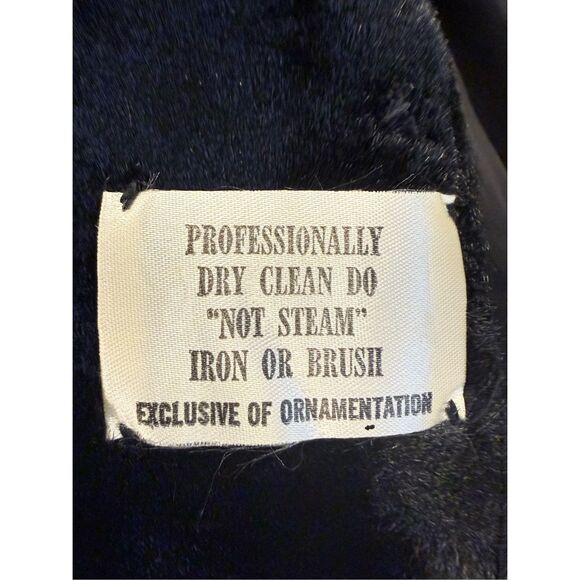 PROFESSIONALLY
DRY CLEAN DO
"NOT STEAM"
IRON OR BRUSH
EXCLUSIVE OF ORNAMENTATION